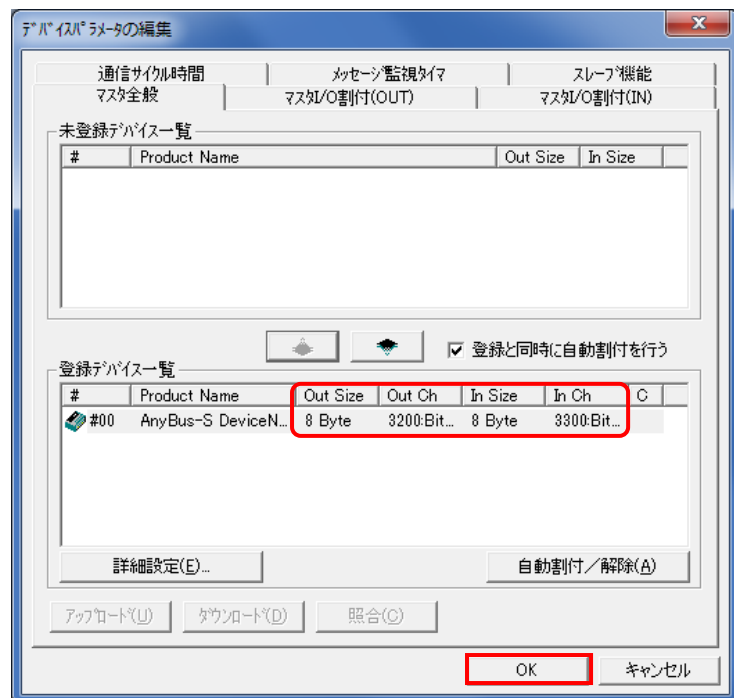 ﾃﾞﾊﾞｲｽﾊﾟﾗﾒｰﾀの編集
通信ｻｲｸﾙ時間 ﾒｯｾｰｼﾞ監視ﾀｲﾏ ｽﾚｰﾌﾞ機能
ﾏｽﾀ全般 ﾏｽﾀI/O割付(OUT) ﾏｽﾀI/O割付(IN)
未登録ﾃﾞﾊﾞｲｽ一覧
# Product Name Out Size In Size
登録と同時に自動割付を行う
登録ﾃﾞﾊﾞｲｽ一覧
# Product Name Out Size Out Ch In Size In Ch C
#00 AnyBus-S DeviceN... 8 Byte 3200:Bit... 8 Byte 3300:Bit...
詳細設定(E)... 自動割付／解除(A)
ｱｯﾌﾟﾛｰﾄﾞ(U) ﾀﾞｳﾝﾛｰﾄﾞ(D) 照合(C)
OK ｷｬﾝｾﾙ